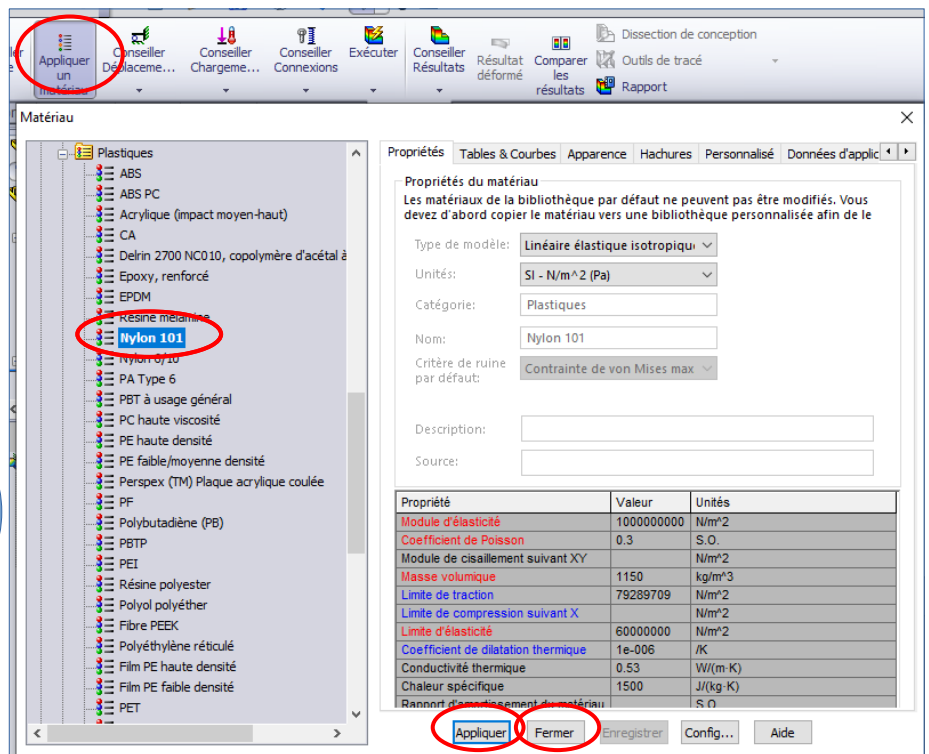 Appliquer
un
matériau
Conseiller
Déplaceme...
Conseiller
Chargeme...
Conseiller
Connexions
Exécuter
Conseiller
Résultats
Résultat
déformé
Comparer
les
résultats
Dissection de conception
Outils de tracé
Rapport
Matériau
Plastiques
ABS
ABS PC
Acrylique (impact moyen-haut)
CA
Delrin 2700 NC010, copolymère d'acétal à
Epoxy, renforcé
EPDM
Résine mélamine
Nylon 101
Nylon 6/10
PA Type 6
PBT à usage général
PC haute viscosité
PE haute densité
PE faible/moyenne densité
Perspex (TM) Plaque acrylique coulée
PF
Polybutadiène (PB)
PBTP
PEI
Résine polyester
Polyol polyéther
Fibre PEEK
Polyéthylène réticulé
Film PE haute densité
Film PE faible densité
PET
Propriétés Tables & Courbes Apparence Hachures Personnalisé Données d'applic
Propriétés du matériau
Les matériaux de la bibliothèque par défaut ne peuvent pas être modifiés. Vous
devez d'abord copier le matériau vers une bibliothèque personnalisée afin de le
Type de modèle: Linéaire élastique isotropiqu
Unités: SI - N/m^2 (Pa)
Catégorie: Plastiques
Nom: Nylon 101
Critère de ruine
par défaut: Contrainte de von Mises max
Description:
Source:
Propriété Valeur Unités
Module d'élasticité 1000000000 N/m^2
Coefficient de Poisson 0.3 S.O.
Module de cisaillement suivant XY N/m^2
Masse volumique 1150 kg/m^3
Limite de traction 79289709 N/m^2
Limite de compression suivant X N/m^2
Limite d'élasticité 60000000 N/m^2
Coefficient de dilatation thermique 1e-006 /K
Conductivité thermique 0.53 W/(m·K)
Chaleur spécifique 1500 J/(kg·K)
Rapport d'amortissement du matériau S.O.
Appliquer Fermer Enregistrer Config... Aide